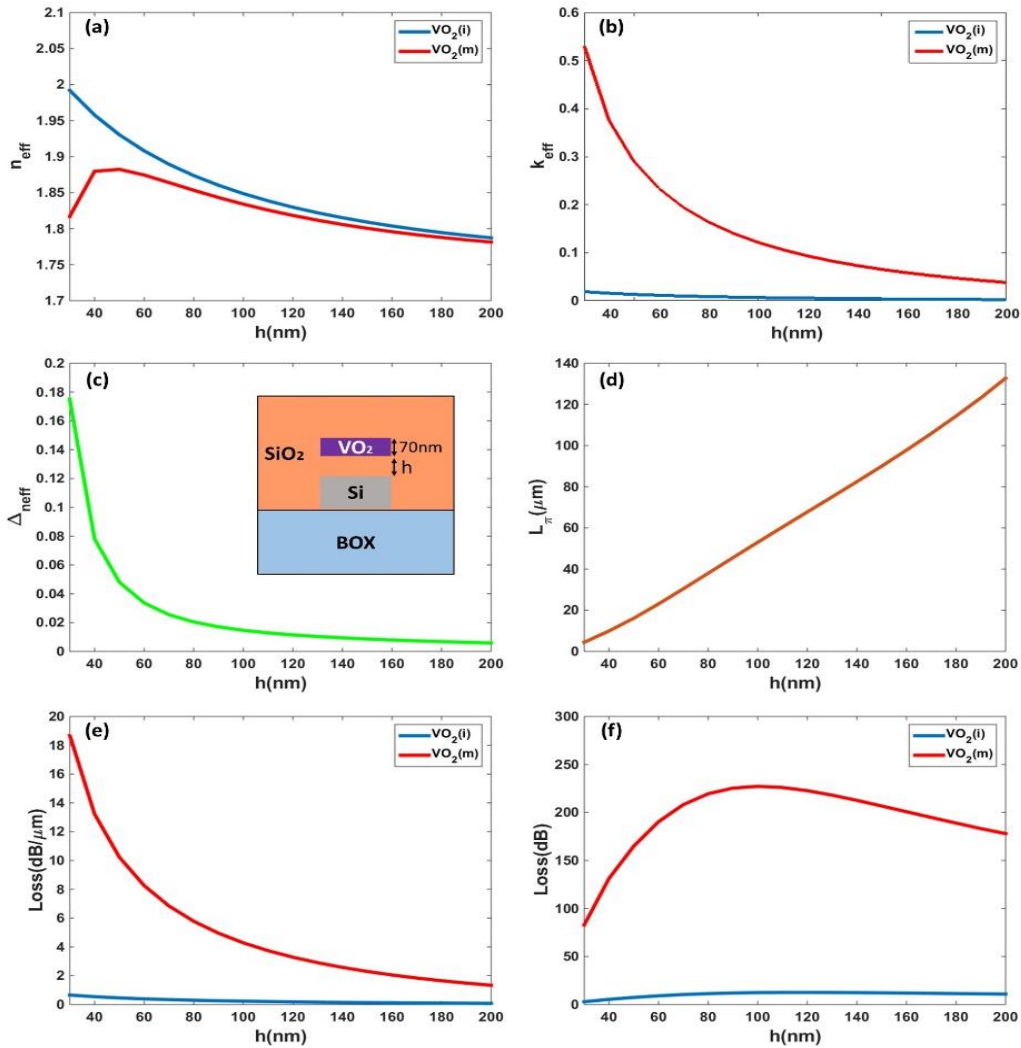 (a)
VO₂(i)
VO₂(m)
2.1
2.05
2
1.95
1.9
1.85
1.8
1.75
1.7
n_eff
40 60 80 100 120 140 160 180 200
h(nm)
(b)
VO₂(i)
VO₂(m)
0.6
0.5
0.4
0.3
0.2
0.1
0
k_eff
40 60 80 100 120 140 160 180 200
h(nm)
(c)
0.2
0.18
0.16
0.14
0.12
0.1
0.08
0.06
0.04
0.02
0
Δ_neff
SiO₂
VO₂
70nm
h
Si
BOX
40 60 80 100 120 140 160 180 200
h(nm)
(d)
140
120
100
80
60
40
20
0
L_π(μm)
40 60 80 100 120 140 160 180 200
h(nm)
(e)
VO₂(i)
VO₂(m)
20
18
16
14
12
10
8
6
4
2
0
Loss(dB/μm)
40 60 80 100 120 140 160 180 200
h(nm)
(f)
VO₂(i)
VO₂(m)
300
250
200
150
100
50
0
Loss(dB)
40 60 80 100 120 140 160 180 200
h(nm)